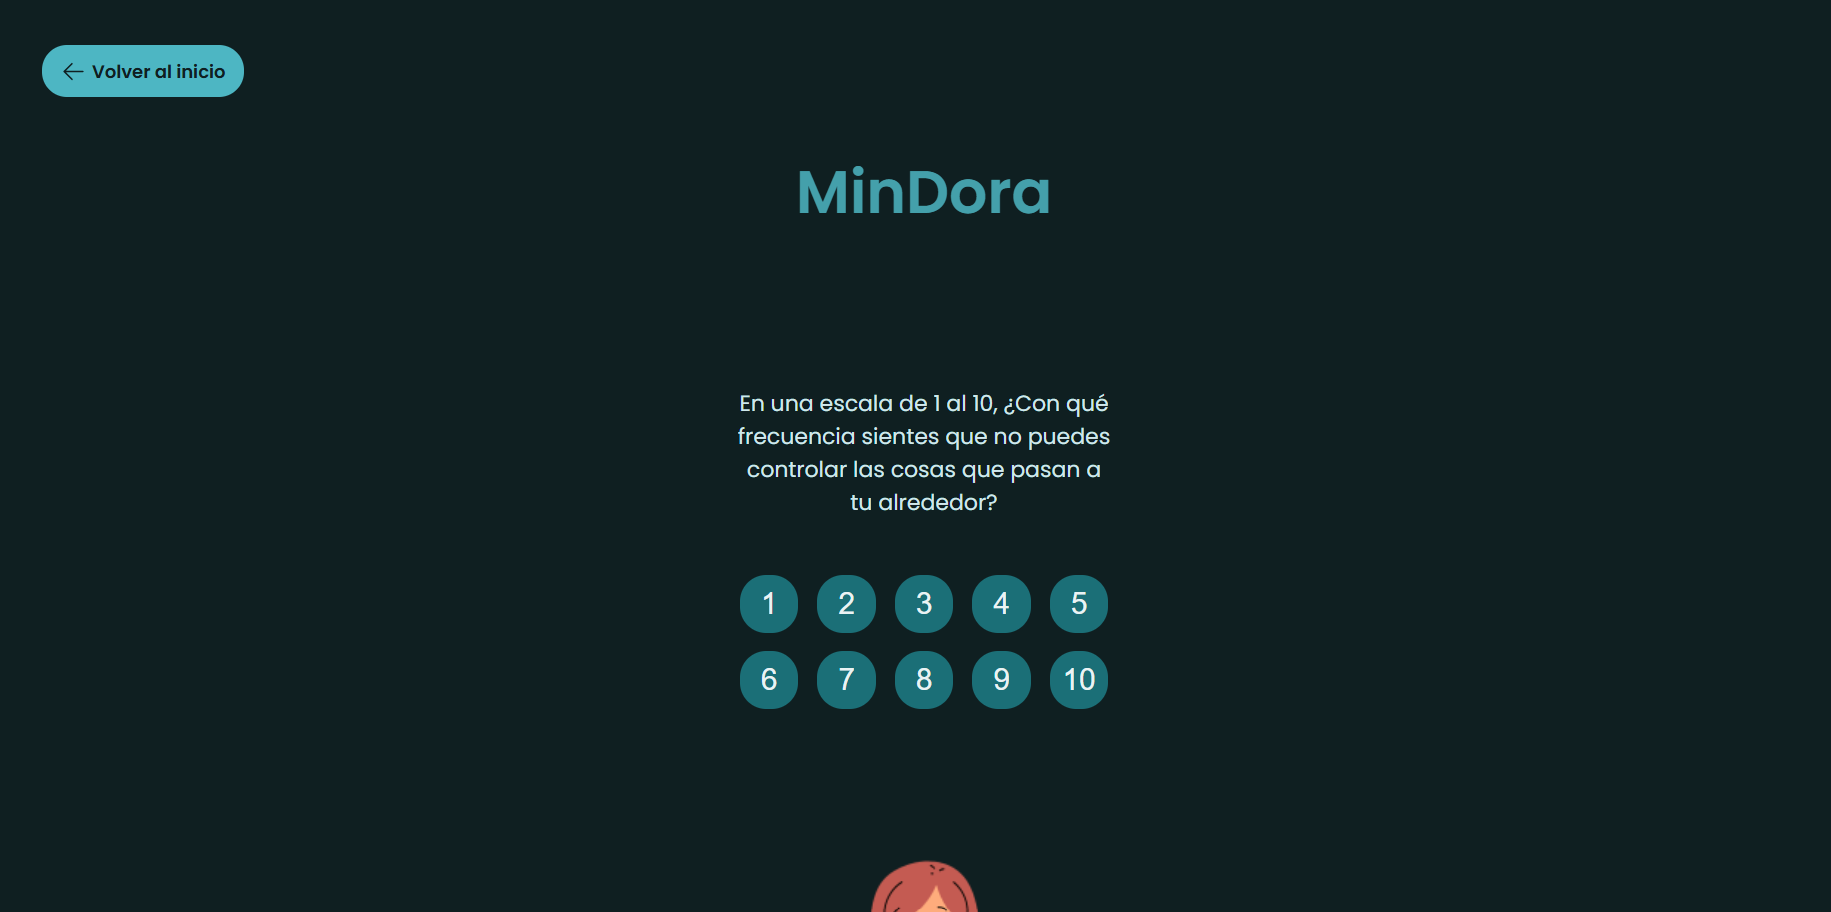 Volver al inicio
MinDora
En una escala de 1 al 10, ¿Con qué
frecuencia sientes que no puedes
controlar las cosas que pasan a
tu alrededor?
1 2 3 4 5
6 7 8 9 10